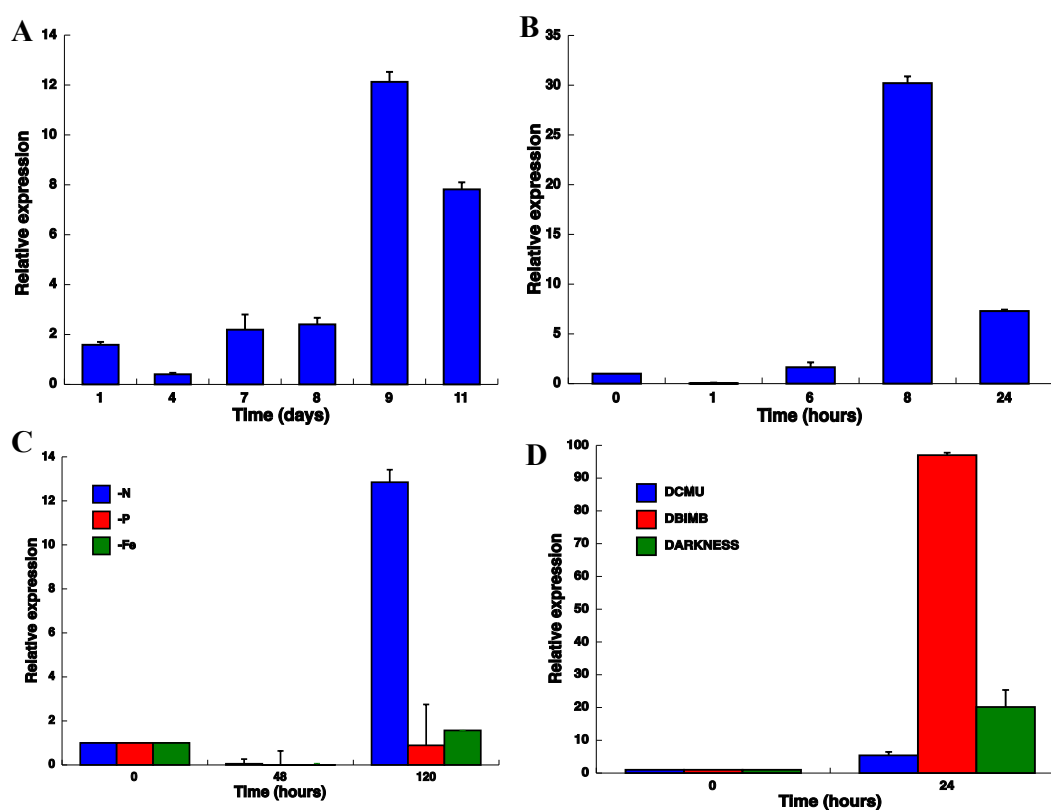 A
Relative expression
14
12
10
8
6
4
2
0
1 4 7 8 9 11
Time (days)
B
Relative expression
35
30
25
20
15
10
5
0
0 1 6 8 24
Time (hours)
C
Relative expression
14
12
10
8
6
4
2
0
-N
-P
-Fe
0 48 120
Time (hours)
D
Relative expression
100
90
80
70
60
50
40
30
20
10
0
DCMU
DBIMB
DARKNESS
0 24
Time (hours)